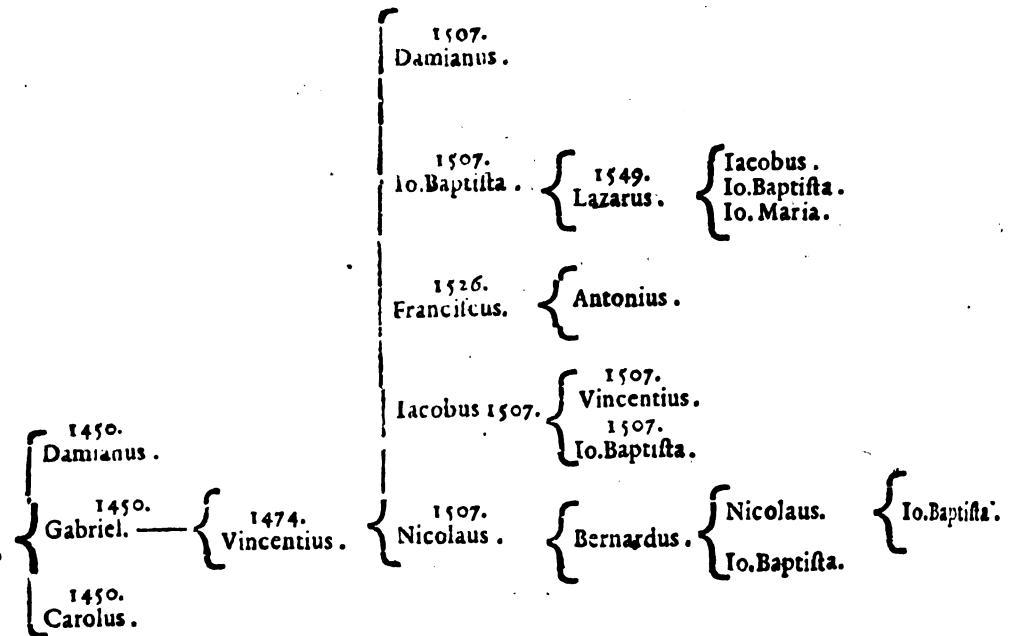 1507.
Damianus.
1507.
Io.Baptiſta.
1549.
Lazarus.
Iacobus.
Io.Baptiſta.
Io. Maria.
1526.
Franciſcus.
Antonius.
Iacobus 1507.
1507.
Vincentius.
1507.
Io.Baptiſta.
1450.
Damianus.
1450.
Gabriel.
1474.
Vincentius.
1507.
Nicolaus.
Bernardus.
Nicolaus.
Io.Baptiſta.
Io.Baptiſta.
1450.
Carolus.